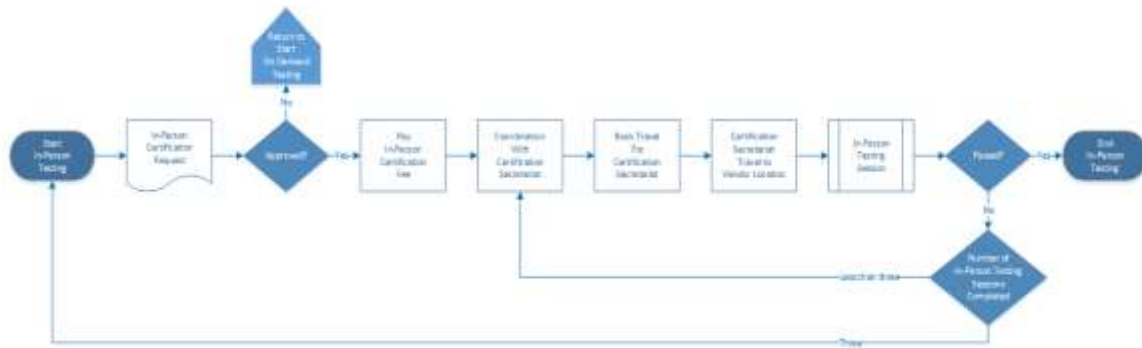 Return to
Start
On Demand
Testing
No
Start
In-Person
Testing
In-Person
Certification
Request
Approved?
Yes
Pay
In-Person
Certification
Fee
Coordination
With
Certification
Secretariat
Book Travel
For
Certification
Secretariat
Certification
Secretariat
Travel to
Vendor Location
In-Person
Testing
Session
Passed?
Yes
End
In-Person
Testing
No
Number of
In-Person Testing
Sessions
Completed
Less than three
Three